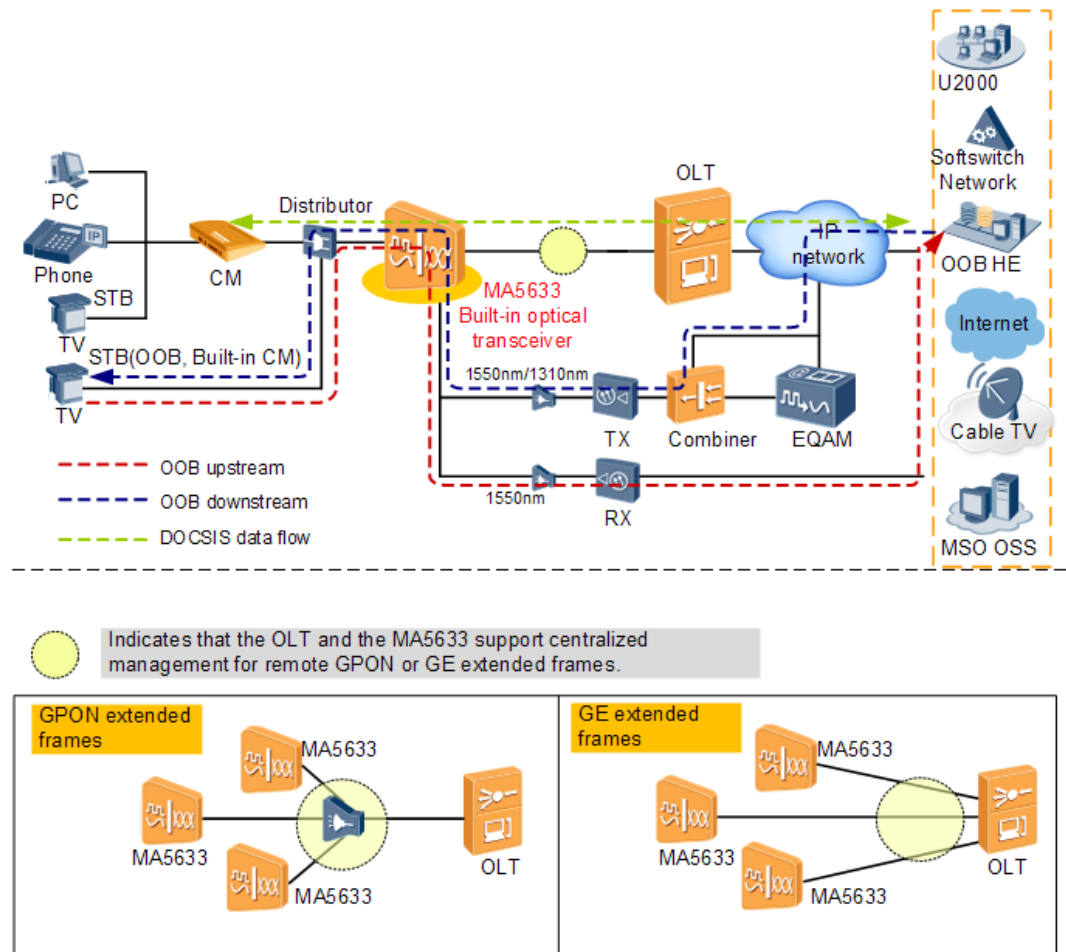 U2000
Softswitch
Network
OLT
PC
Distributor
IP
IP
network
Phone
CM
OOB HE
MA5633
Built-in optical
transceiver
STB
TV
Internet
STB(OOB, Built-in CM)
1550nm/1310nm
TV
TX
Combiner
EQAM
Cable TV
OOB upstream
OOB downstream
1550nm
RX
DOCSIS data flow
MSO OSS
Indicates that the OLT and the MA5633 support centralized
management for remote GPON or GE extended frames.
GPON extended
frames
MA5633
MA5633
MA5633
OLT
GE extended
frames
MA5633
MA5633
MA5633
OLT